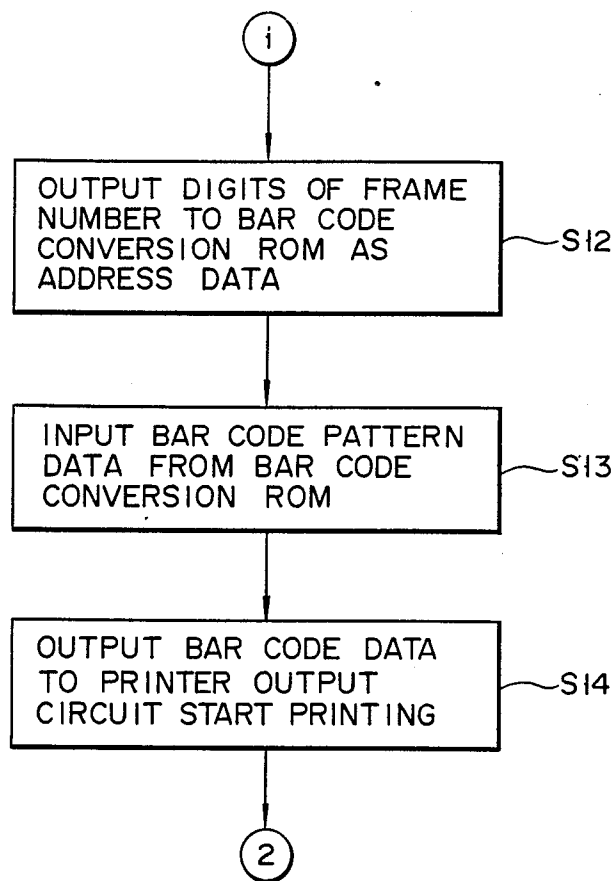 1
OUTPUT DIGITS OF FRAME
NUMBER TO BAR CODE
CONVERSION ROM AS
ADDRESS DATA
S12
INPUT BAR CODE PATTERN
DATA FROM BAR CODE
CONVERSION ROM
S13
OUTPUT BAR CODE DATA
TO PRINTER OUTPUT
CIRCUIT START PRINTING
S14
2